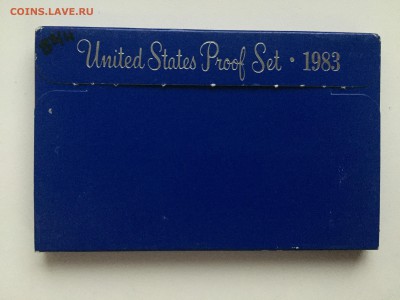 COINS.LAVE.RU
United States Proof Set · 1983